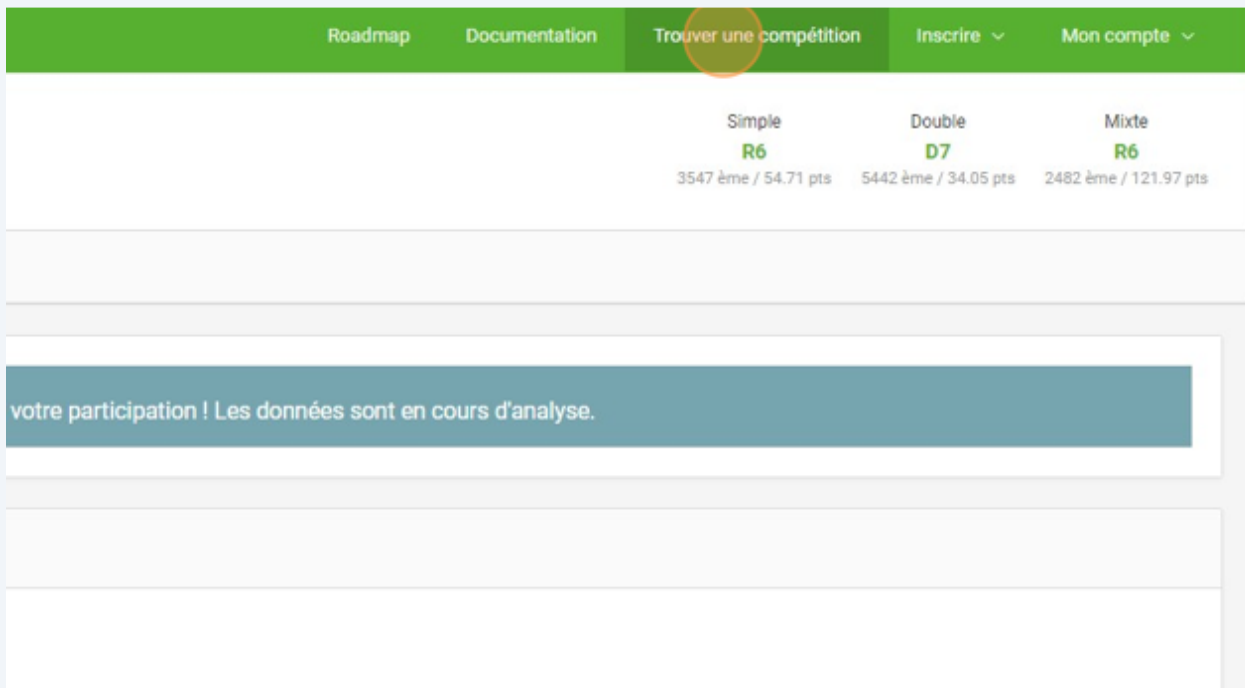 Roadmap Documentation Trouver une compétition Inscrire Mon compte
Simple Double Mixte
R6 D7 R6
3547 ème / 54.71 pts 5442 ème / 34.05 pts 2482 ème / 121.97 pts
votre participation ! Les données sont en cours d'analyse.